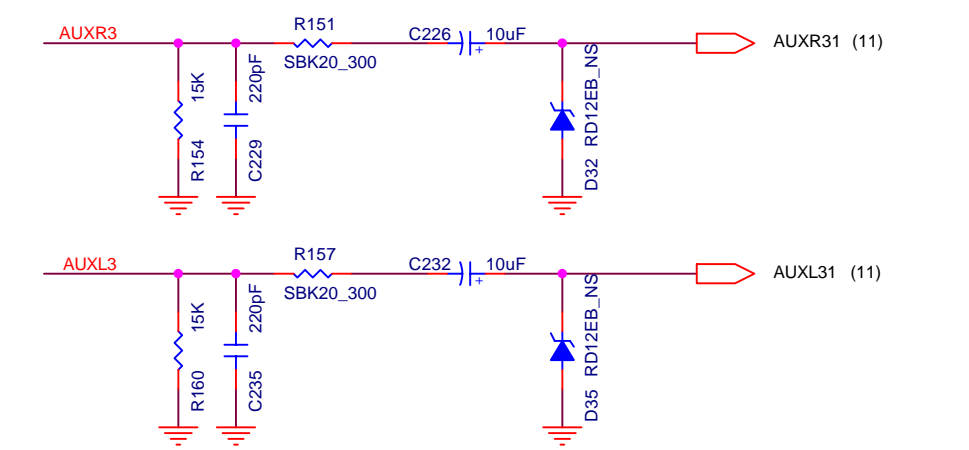 R151
AUXR3
C226
10uF
AUXR31 (11)
SBK20_300
+
15K
220pF
RD12EB_NS
R154
C229
D32
R157
AUXL3
C232
10uF
AUXL31 (11)
SBK20_300
+
15K
220pF
RD12EB_NS
R160
C235
D35